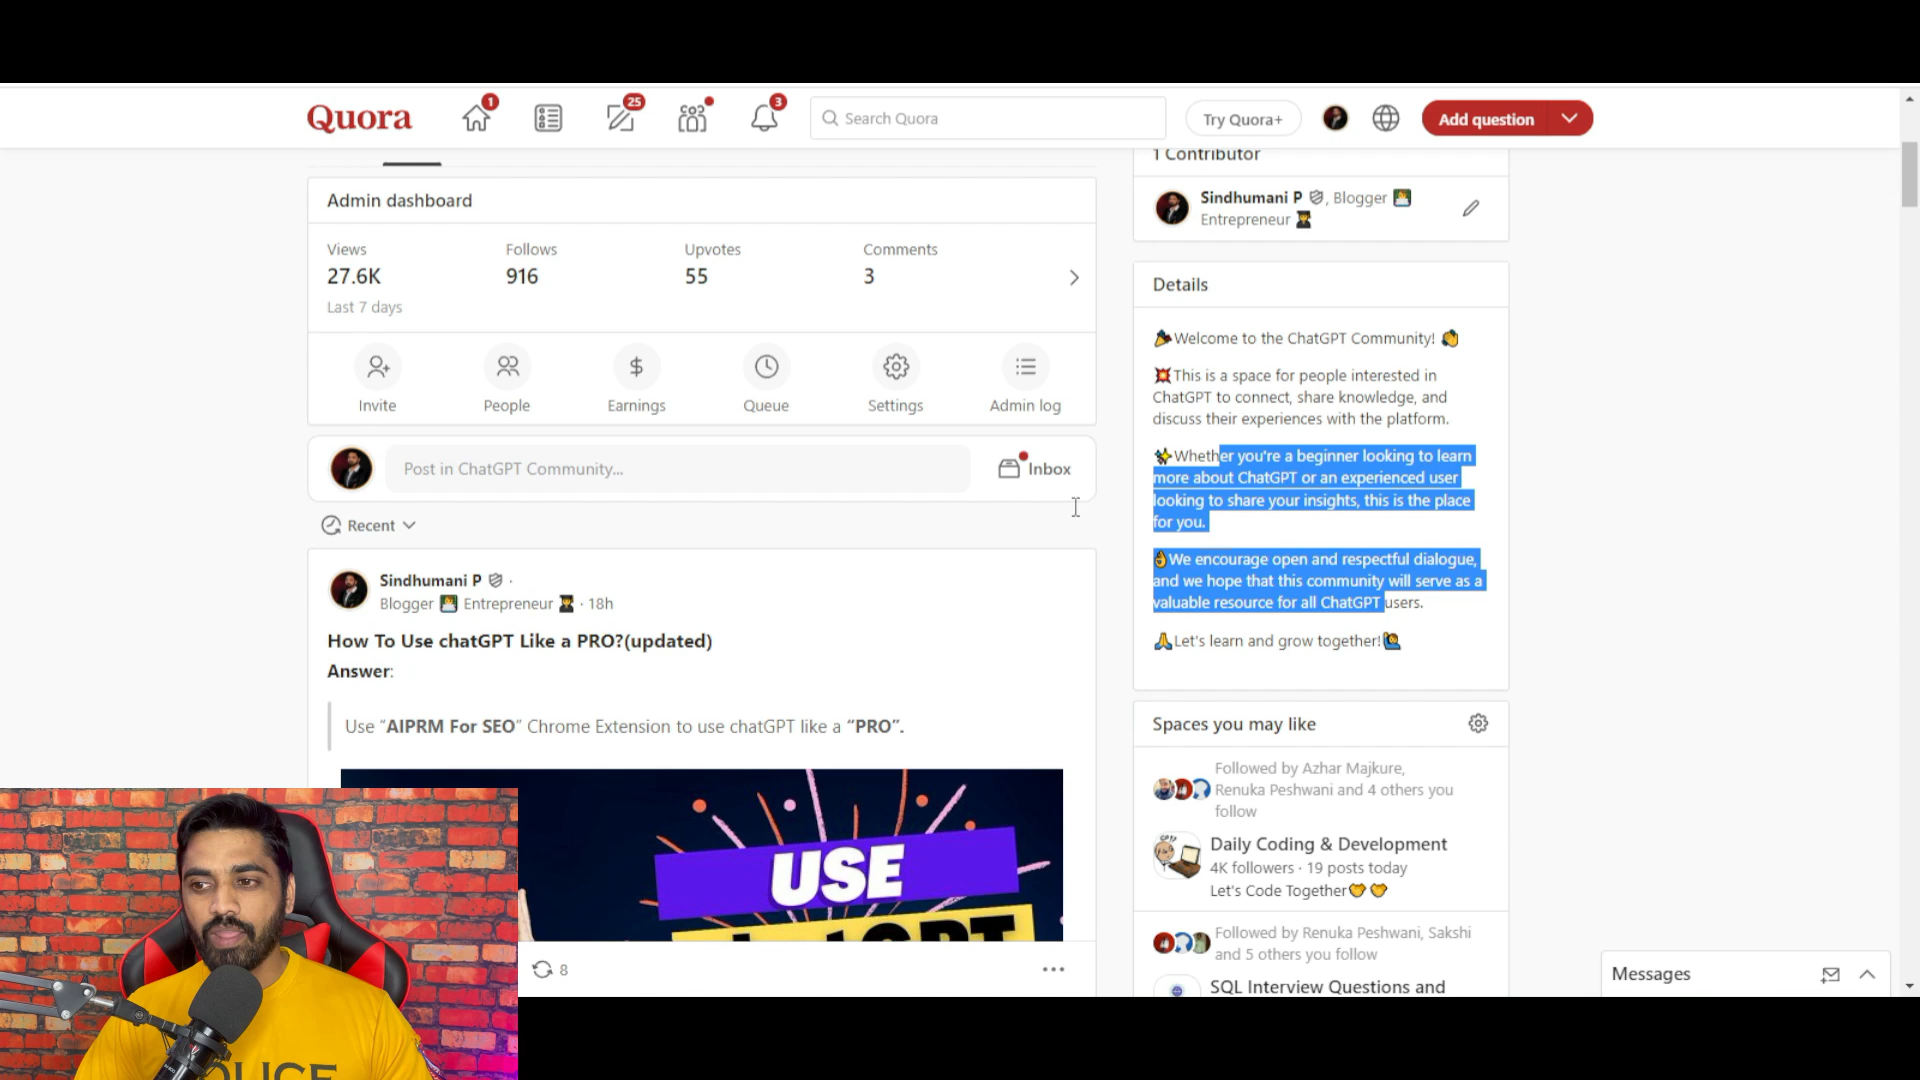 Quora
1
25
3
Search Quora
Try Quora+
Add question
Admin dashboard
Views
Follows
Upvotes
Comments
27.6K
916
55
3
Last 7 days
Invite
People
Earnings
Queue
Settings
Admin log
Post in ChatGPT Community...
Inbox
Recent
Sindhumani P ·
Blogger Entrepreneur · 18h
How To Use chatGPT Like a PRO?(updated)
Answer:
Use “AIPRM For SEO” Chrome Extension to use chatGPT like a “PRO”.
USE
8
1 Contributor
Sindhumani P , Blogger
Entrepreneur
Details
Welcome to the ChatGPT Community!
This is a space for people interested in
ChatGPT to connect, share knowledge, and
discuss their experiences with the platform.
Whether you're a beginner looking to learn
more about ChatGPT or an experienced user
looking to share your insights, this is the place
for you.
We encourage open and respectful dialogue,
and we hope that this community will serve as a
valuable resource for all ChatGPT users.
Let's learn and grow together!
Spaces you may like
Followed by Azhar Majkure,
Renuka Peshwani and 4 others you
follow
Daily Coding & Development
4K followers · 19 posts today
Let's Code Together
Followed by Renuka Peshwani, Sakshi
and 5 others you follow
SQL Interview Questions and
Messages